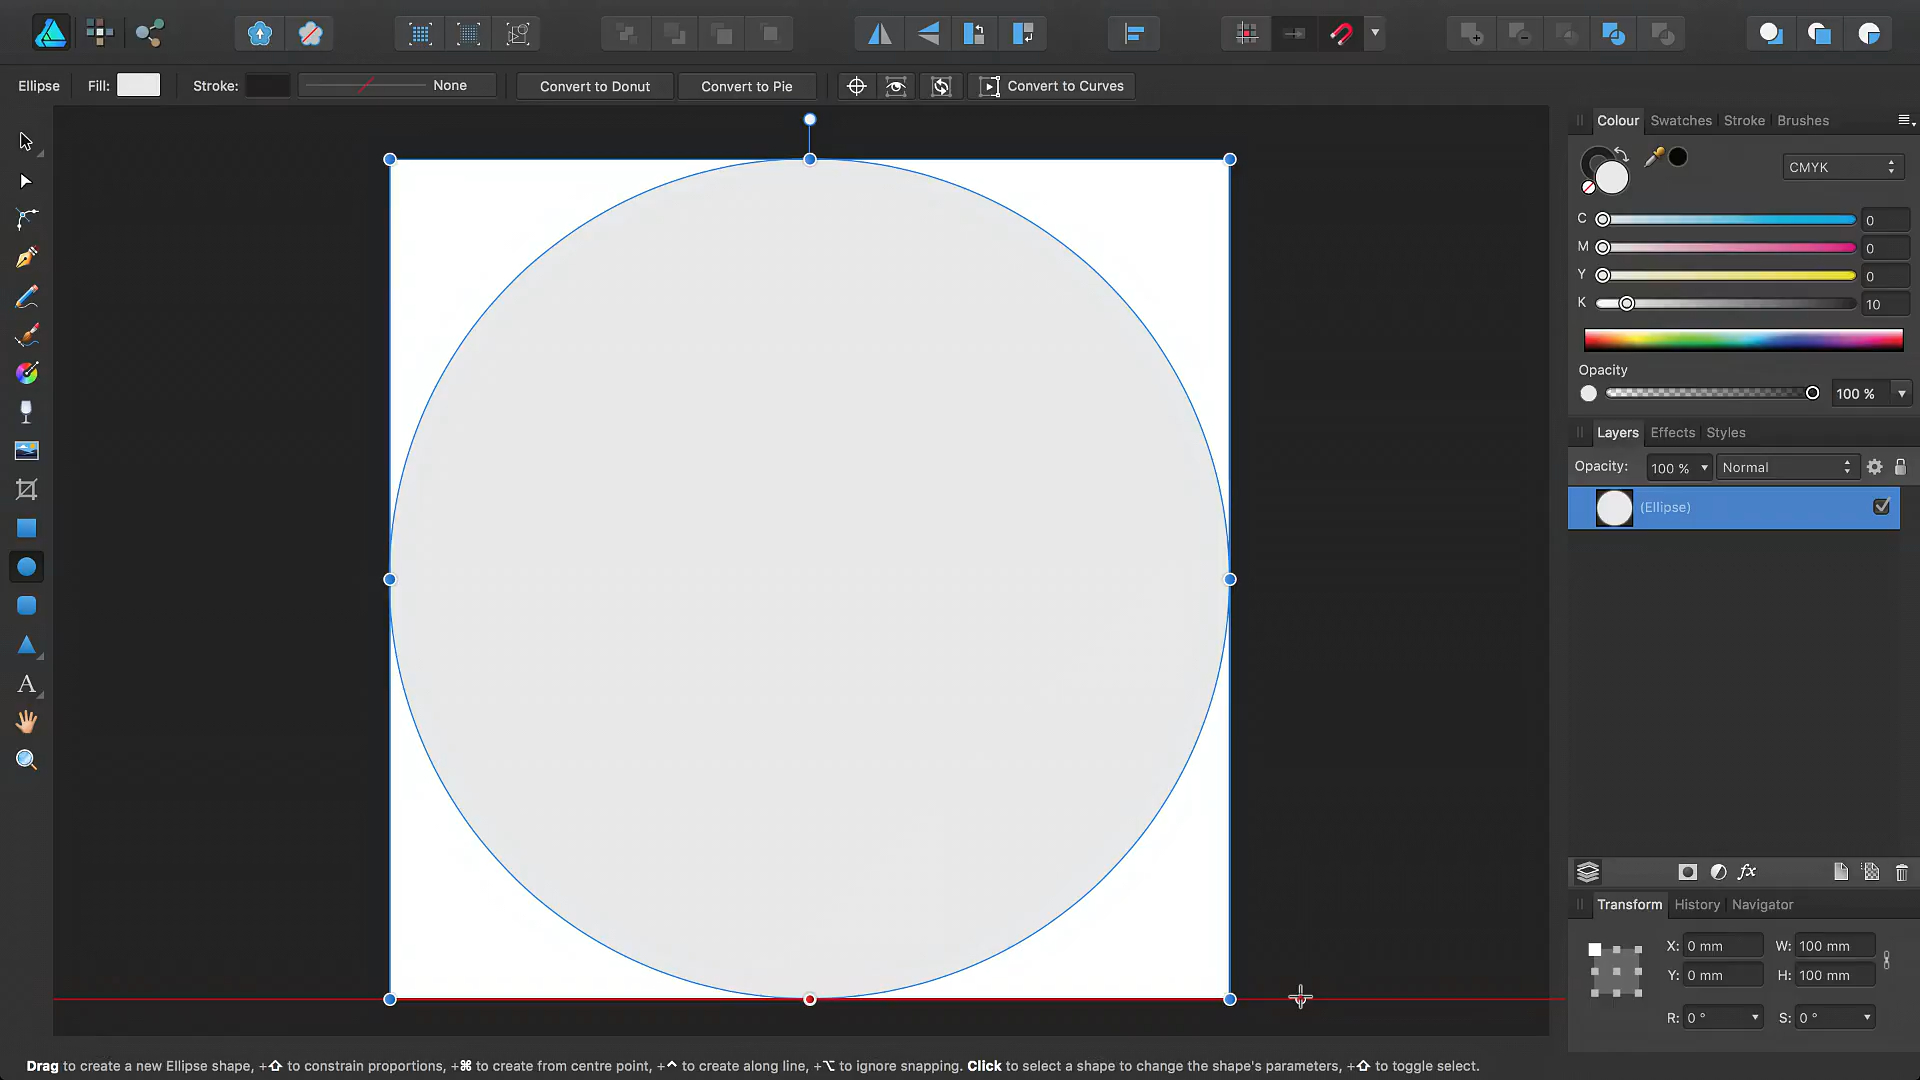 Ellipse Fill: Stroke: None Convert to Donut Convert to Pie Convert to Curves
Colour Swatches Stroke Brushes
CMYK
C 0
M 0
Y 0
K 10
Opacity
100 %
Layers Effects Styles
Opacity: 100 % Normal
(Ellipse)
A
fx
Transform History Navigator
X: 0 mm W: 100 mm
Y: 0 mm H: 100 mm
R: 0 ° S: 0 °
Drag to create a new Ellipse shape, +⇧ to constrain proportions, +⌘ to create from centre point, +^ to create along line, +⌥ to ignore snapping. Click to select a shape to change the shape's parameters, +⇧ to toggle select.